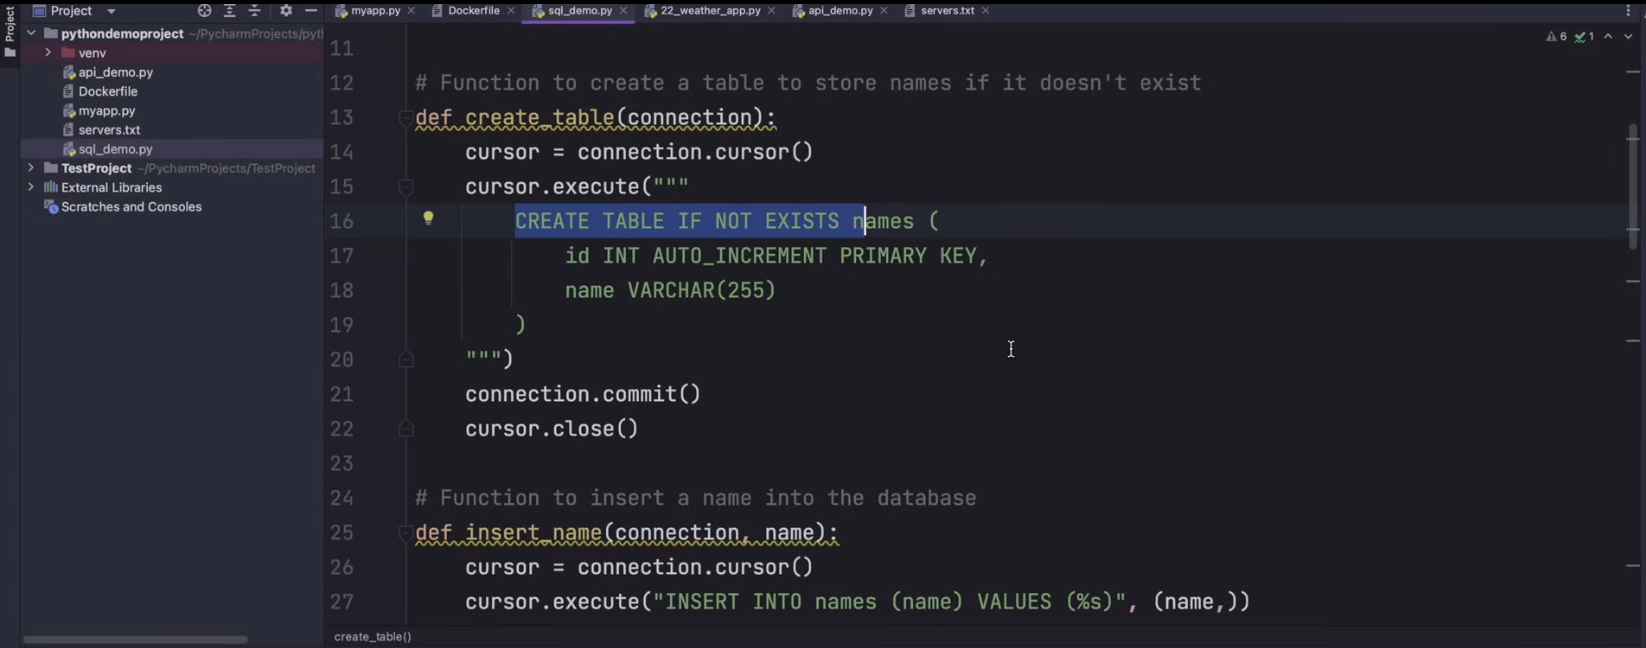 Project
Project
myapp.py
Dockerfile
sql_demo.py
22_weather_app.py
api_demo.py
servers.txt
pythondemoproject ~/PycharmProjects/pyt
venv
api_demo.py
Dockerfile
myapp.py
servers.txt
sql_demo.py
TestProject ~/PycharmProjects/TestProject
External Libraries
Scratches and Consoles
6 1
11
12 # Function to create a table to store names if it doesn't exist
13 def create_table(connection):
14 cursor = connection.cursor()
15 cursor.execute("""
16 CREATE TABLE IF NOT EXISTS names (
17 id INT AUTO_INCREMENT PRIMARY KEY,
18 name VARCHAR(255)
19 )
20 """)
21 connection.commit()
22 cursor.close()
23
24 # Function to insert a name into the database
25 def insert_name(connection, name):
26 cursor = connection.cursor()
27 cursor.execute("INSERT INTO names (name) VALUES (%s)", (name,))
create_table()